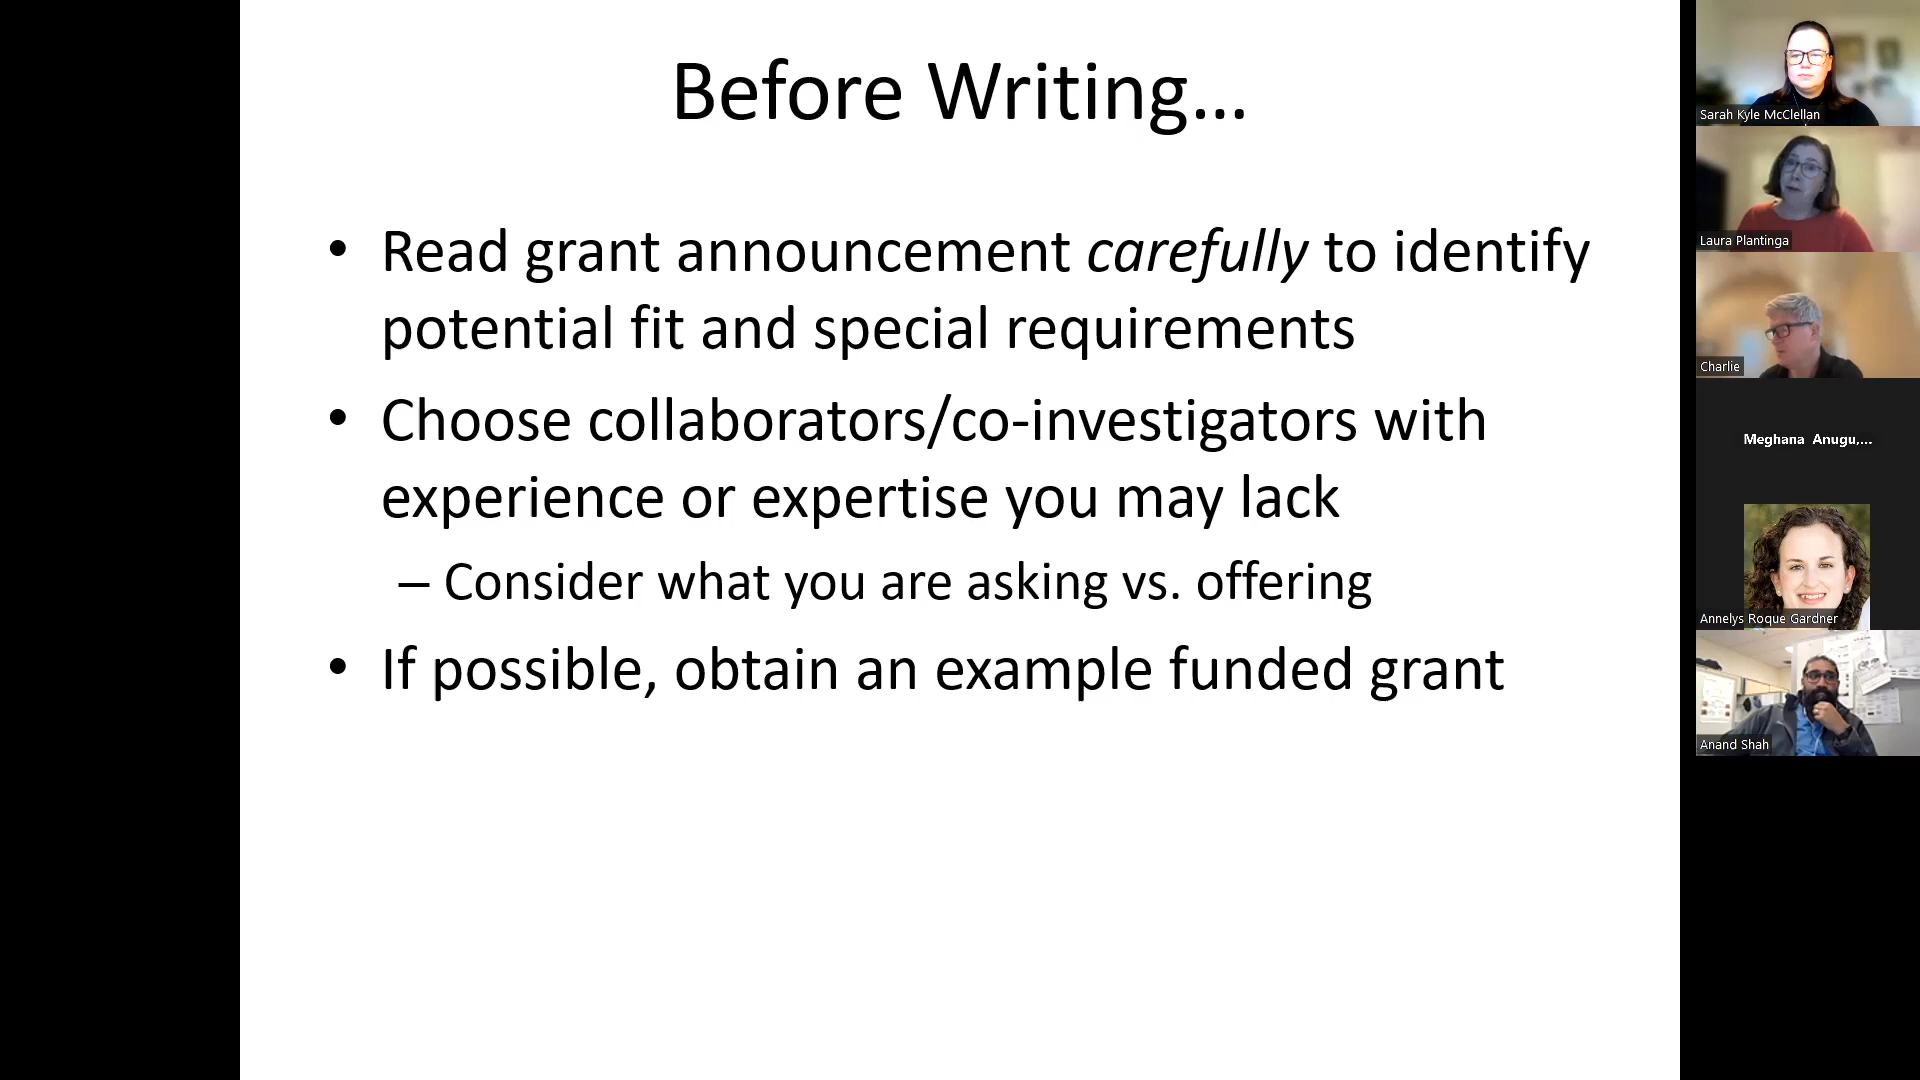 Before Writing...
• Read grant announcement carefully to identify
potential fit and special requirements
• Choose collaborators/co-investigators with
experience or expertise you may lack
– Consider what you are asking vs. offering
• If possible, obtain an example funded grant
Sarah Kyle McClellan
Laura Plantinga
Charlie
Meghana Anugu,...
Annelys Roque Gardner
Anand Shah